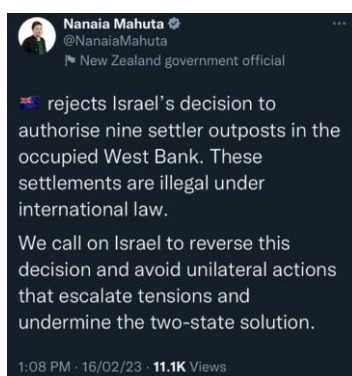 Nanaia Mahuta
@NanaiaMahuta
New Zealand government official
rejects Israel's decision to
authorise nine settler outposts in the
occupied West Bank. These
settlements are illegal under
international law.
We call on Israel to reverse this
decision and avoid unilateral actions
that escalate tensions and
undermine the two-state solution.
1:08 PM · 16/02/23 · 11.1K Views